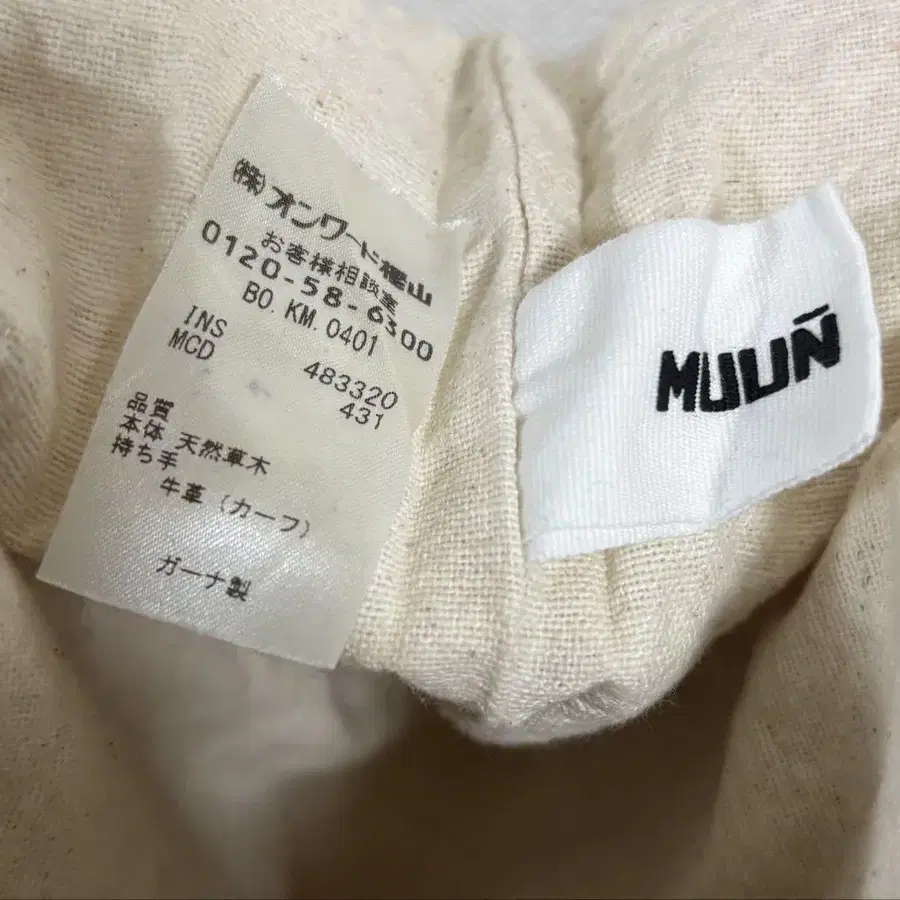 ㈱オンワード樫山
お客様相談室
0120-58-6300
BO.KM.0401
INS 483320
MCD 431
品質
本体 天然草木
持ち手
牛革（カーフ）
ガーナ製
MUUÑ